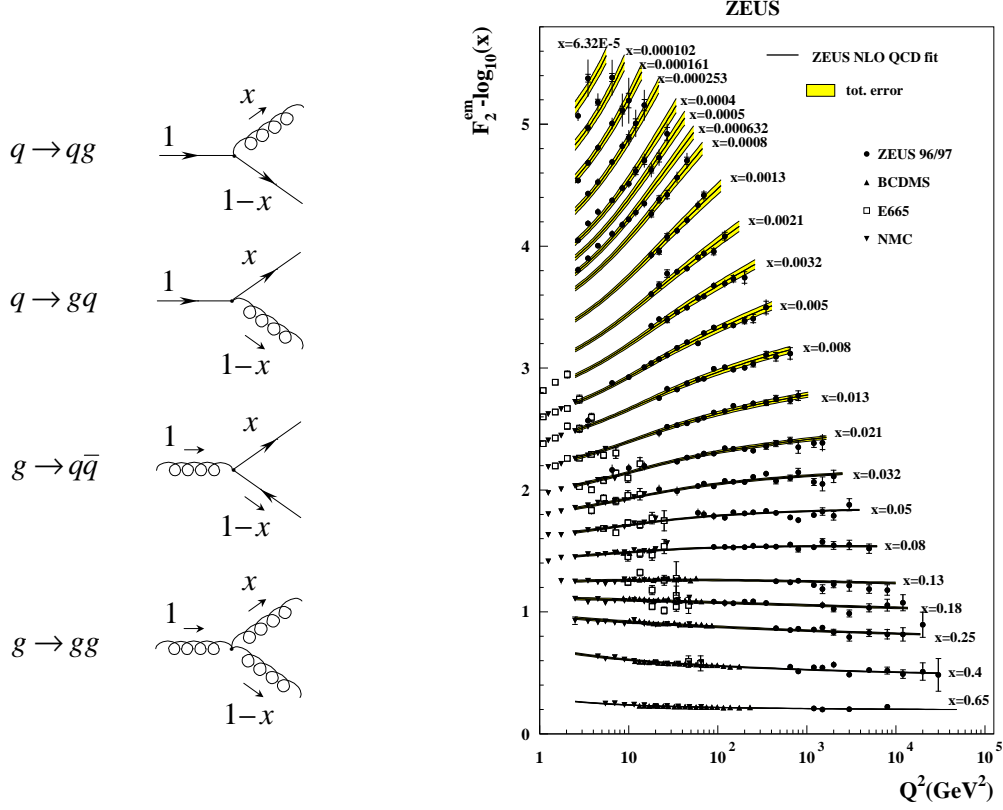 q → qg
x
1
1−x
q → gq
x
1
1−x
g → qq̅
x
1
1−x
g → gg
x
1
1−x
ZEUS
F₂ᵉᵐ-log₁₀(x)
x=6.32E-5
x=0.000102
x=0.000161
x=0.000253
x=0.0004
x=0.0005
x=0.000632
x=0.0008
x=0.0013
x=0.0021
x=0.0032
x=0.005
x=0.008
x=0.013
x=0.021
x=0.032
x=0.05
x=0.08
x=0.13
x=0.18
x=0.25
x=0.4
x=0.65
ZEUS NLO QCD fit
tot. error
ZEUS 96/97
BCDMS
E665
NMC
5
4
3
2
1
0
1 10 10² 10³ 10⁴ 10⁵
Q²(GeV²)